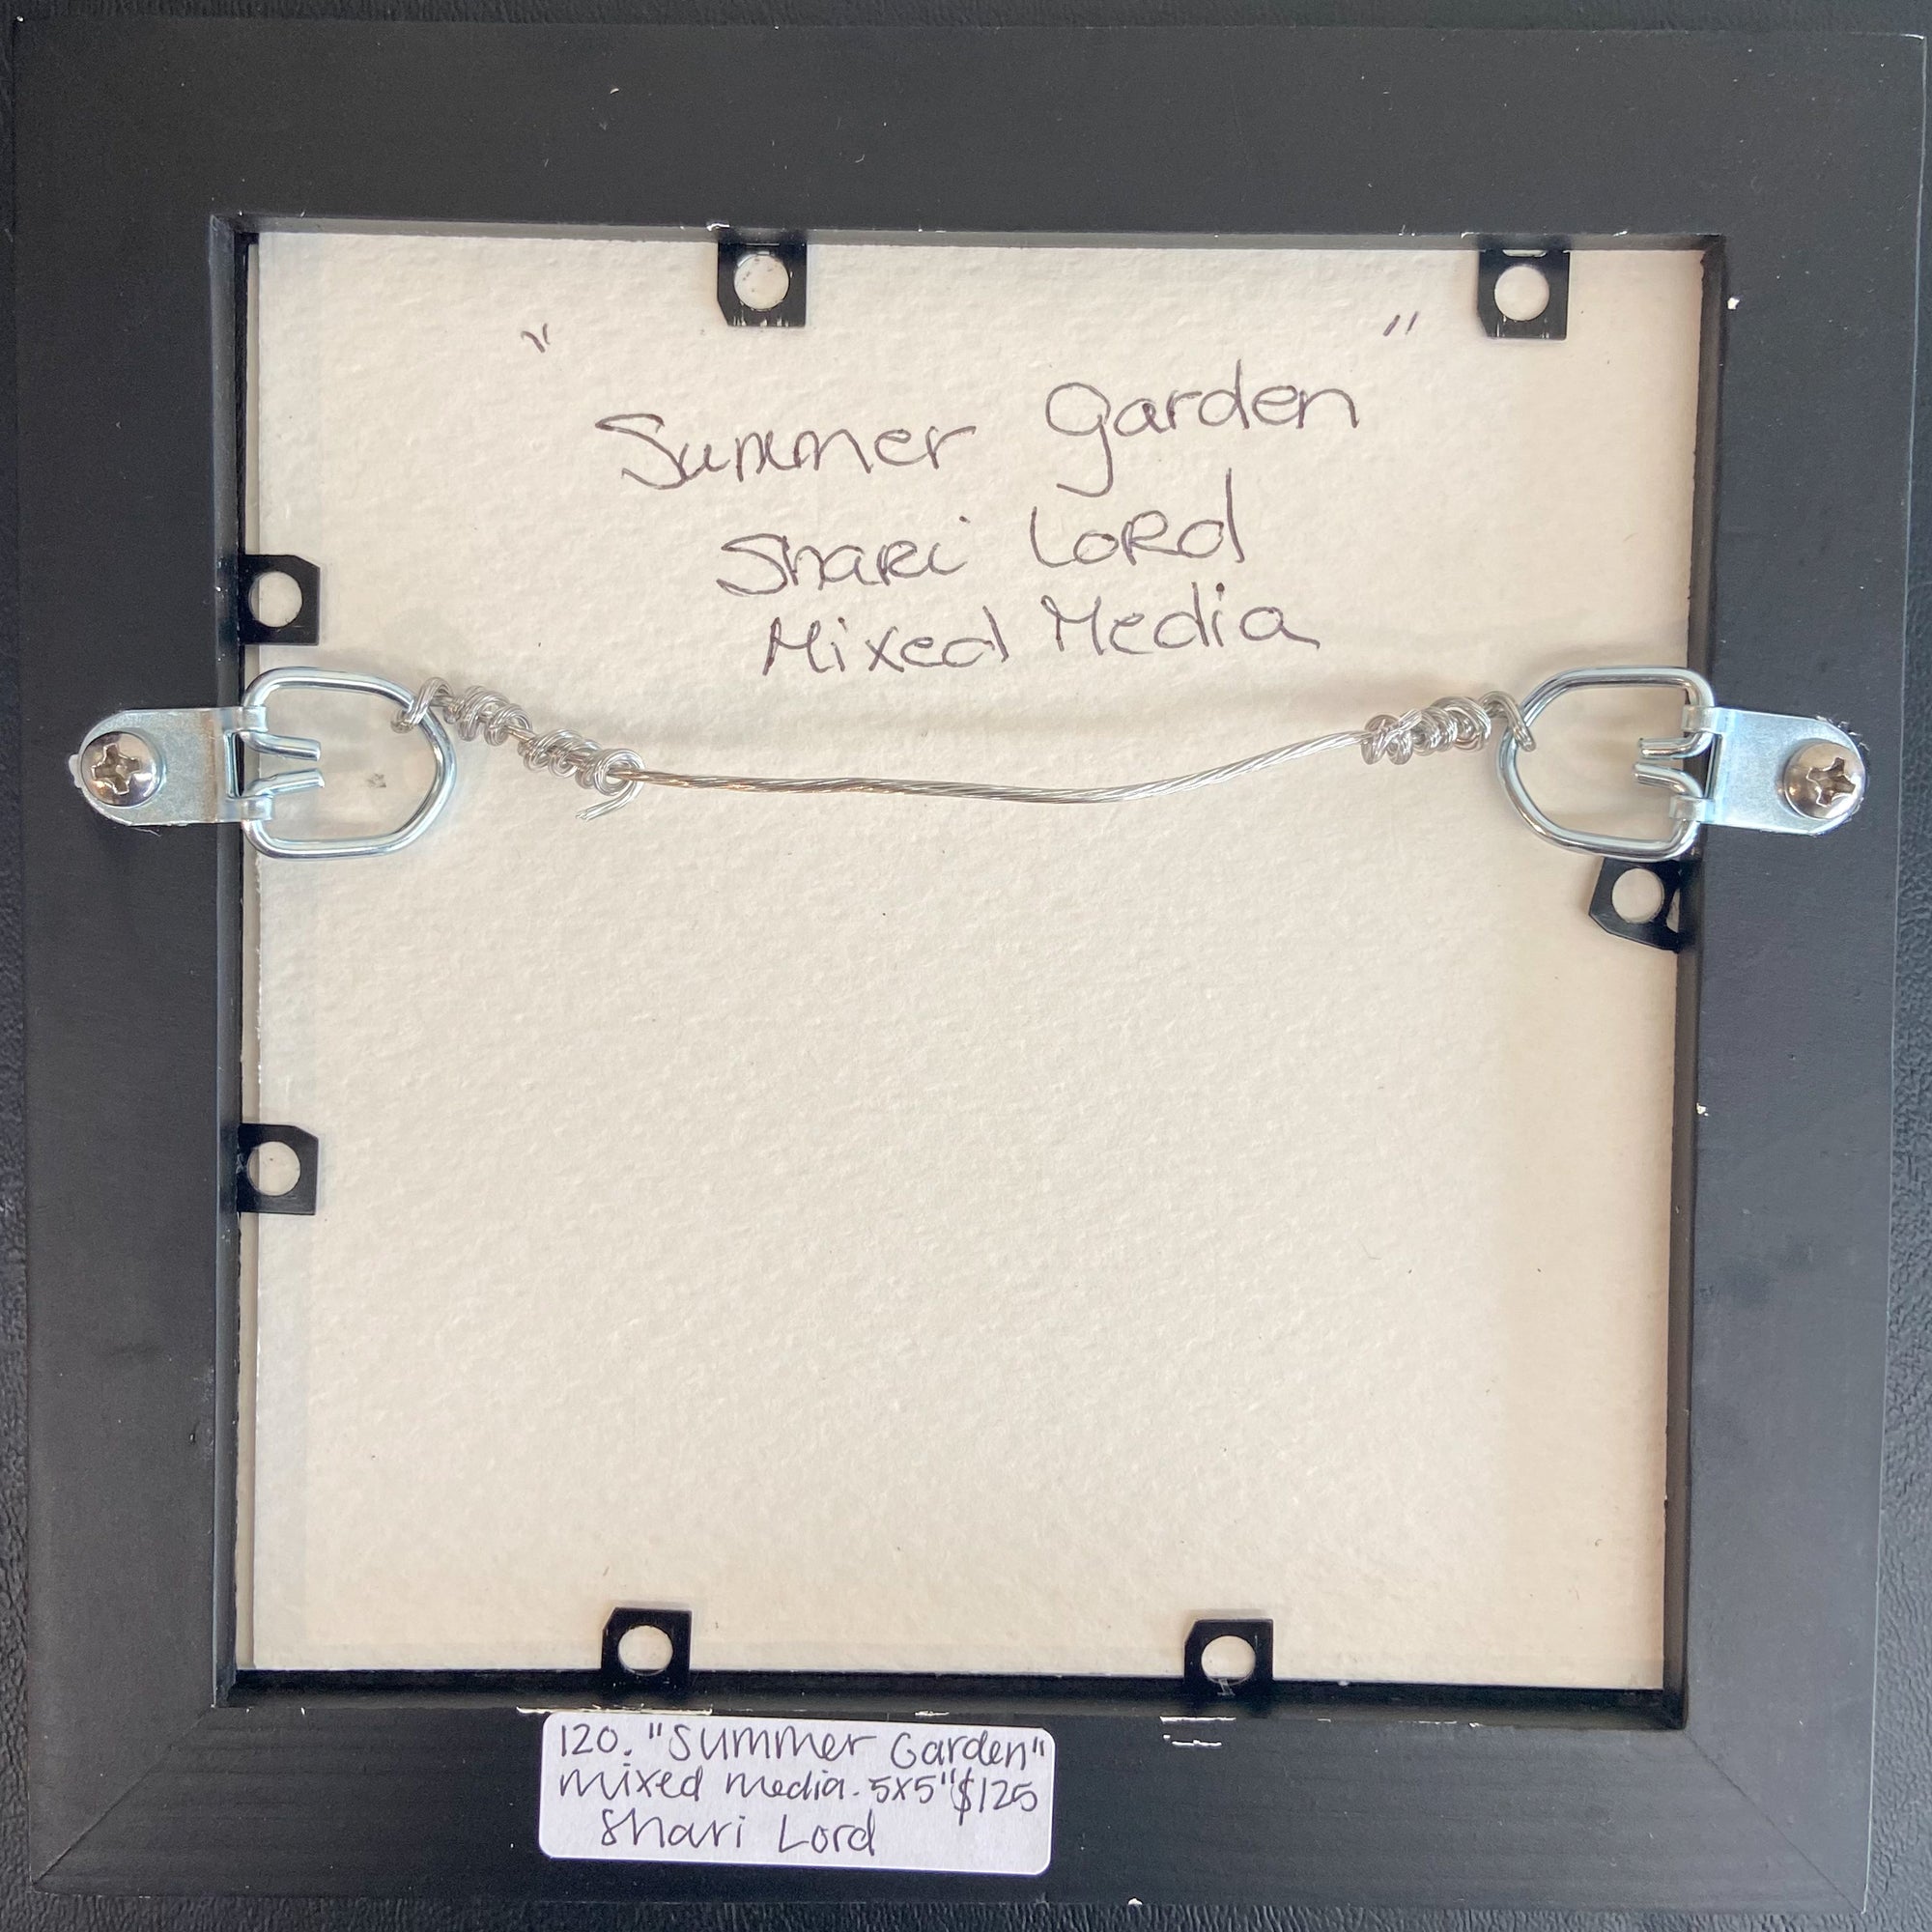 "Summer Garden"
Shari Lord
Mixed Media
120. "Summer Garden"
mixed media. 5x5" $125
Shari Lord